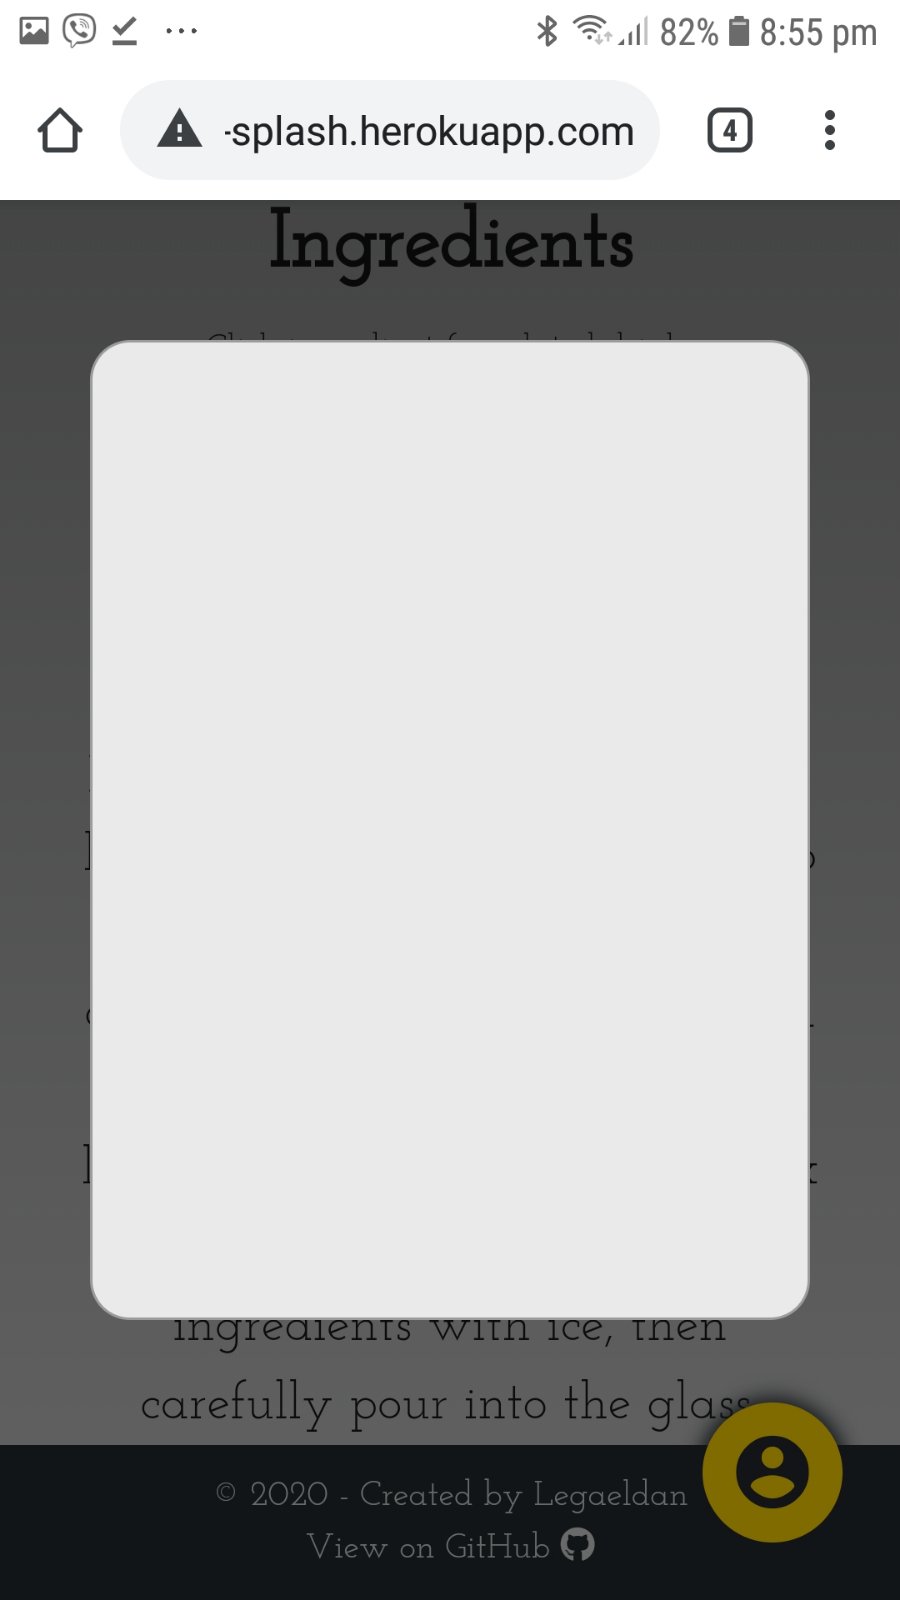 82% 8:55 pm
-splash.herokuapp.com
4
Ingredients
ingredients with ice, then
carefully pour into the glass
© 2020 - Created by Legaeldan
View on GitHub